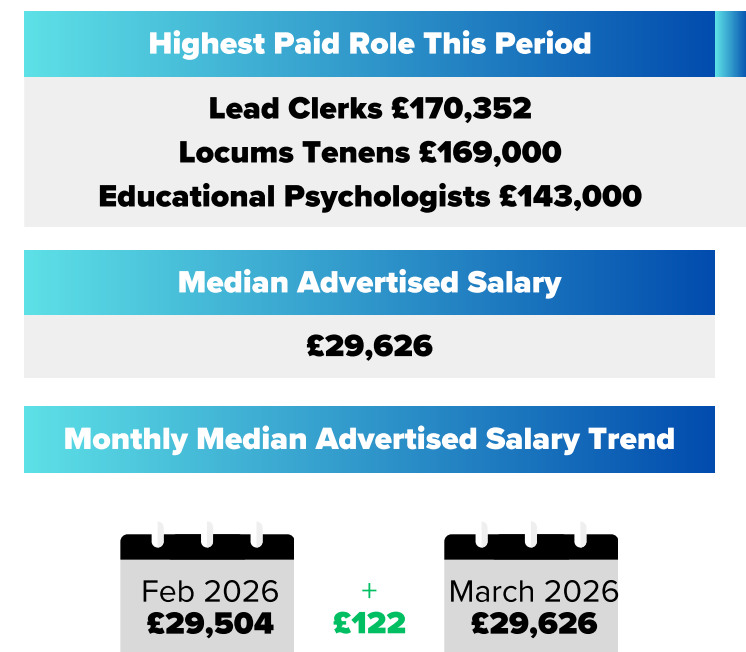 Highest Paid Role This Period
Lead Clerks £170,352
Locums Tenens £169,000
Educational Psychologists £143,000
Median Advertised Salary
£29,626
Monthly Median Advertised Salary Trend
Feb 2026
£29,504
+
£122
March 2026
£29,626